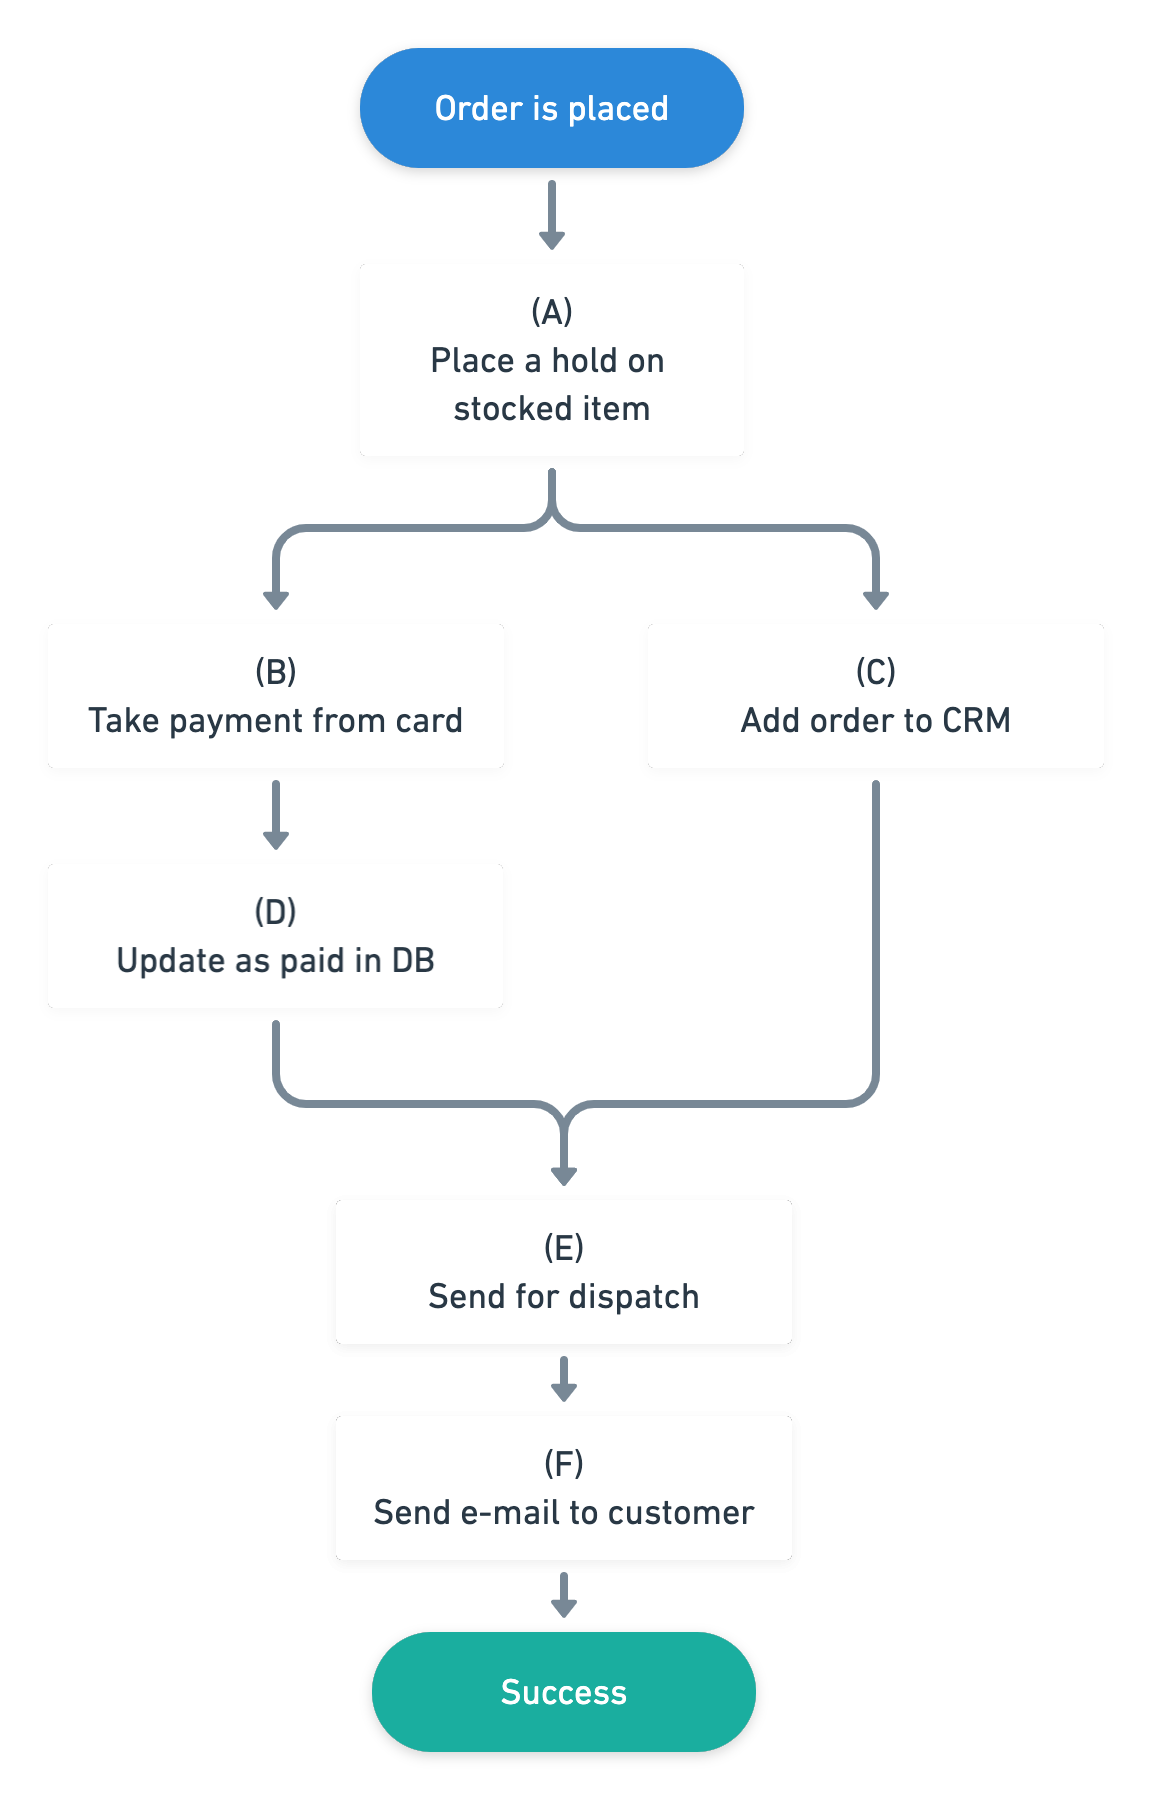 Order is placed
(A)
Place a hold on
stocked item
(B)
Take payment from card
(C)
Add order to CRM
(D)
Update as paid in DB
(E)
Send for dispatch
(F)
Send e-mail to customer
Success